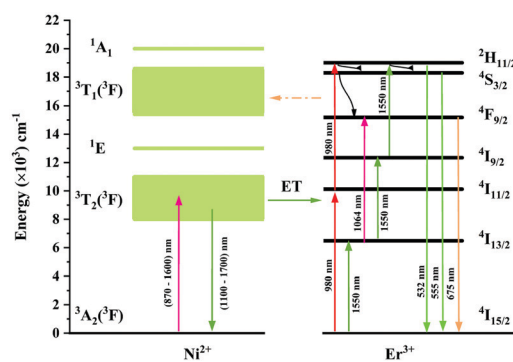 Energy (×10³) cm⁻¹
22
20
18
16
14
12
10
8
6
4
2
0
¹A₁
³T₁(³F)
¹E
³T₂(³F)
³A₂(³F)
(870 - 1600) nm
(1100 - 1700) nm
Ni²⁺
ET
980 nm
980 nm
1550 nm
1064 nm
1550 nm
1550 nm
532 nm
555 nm
675 nm
²H₁₁/₂
⁴S₃/₂
⁴F₉/₂
⁴I₉/₂
⁴I₁₁/₂
⁴I₁₃/₂
⁴I₁₅/₂
Er³⁺